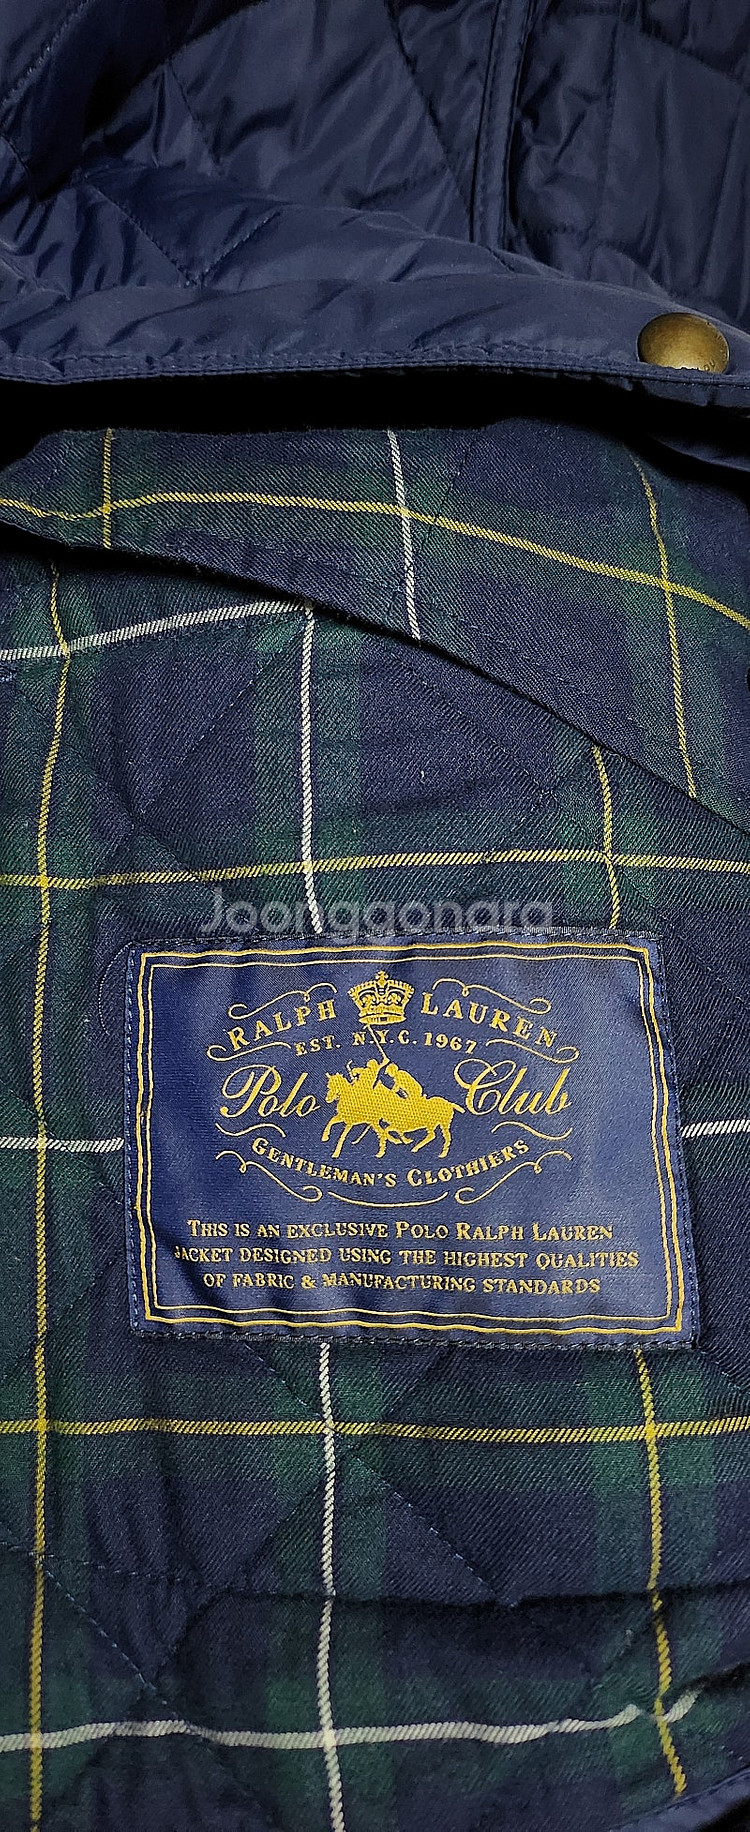 Joonggonara
RALPH LAUREN
EST. N.Y.C. 1967
Polo Club
GENTLEMAN'S CLOTHIERS
THIS IS AN EXCLUSIVE POLO RALPH LAUREN
JACKET DESIGNED USING THE HIGHEST QUALITIES
OF FABRIC & MANUFACTURING STANDARDS